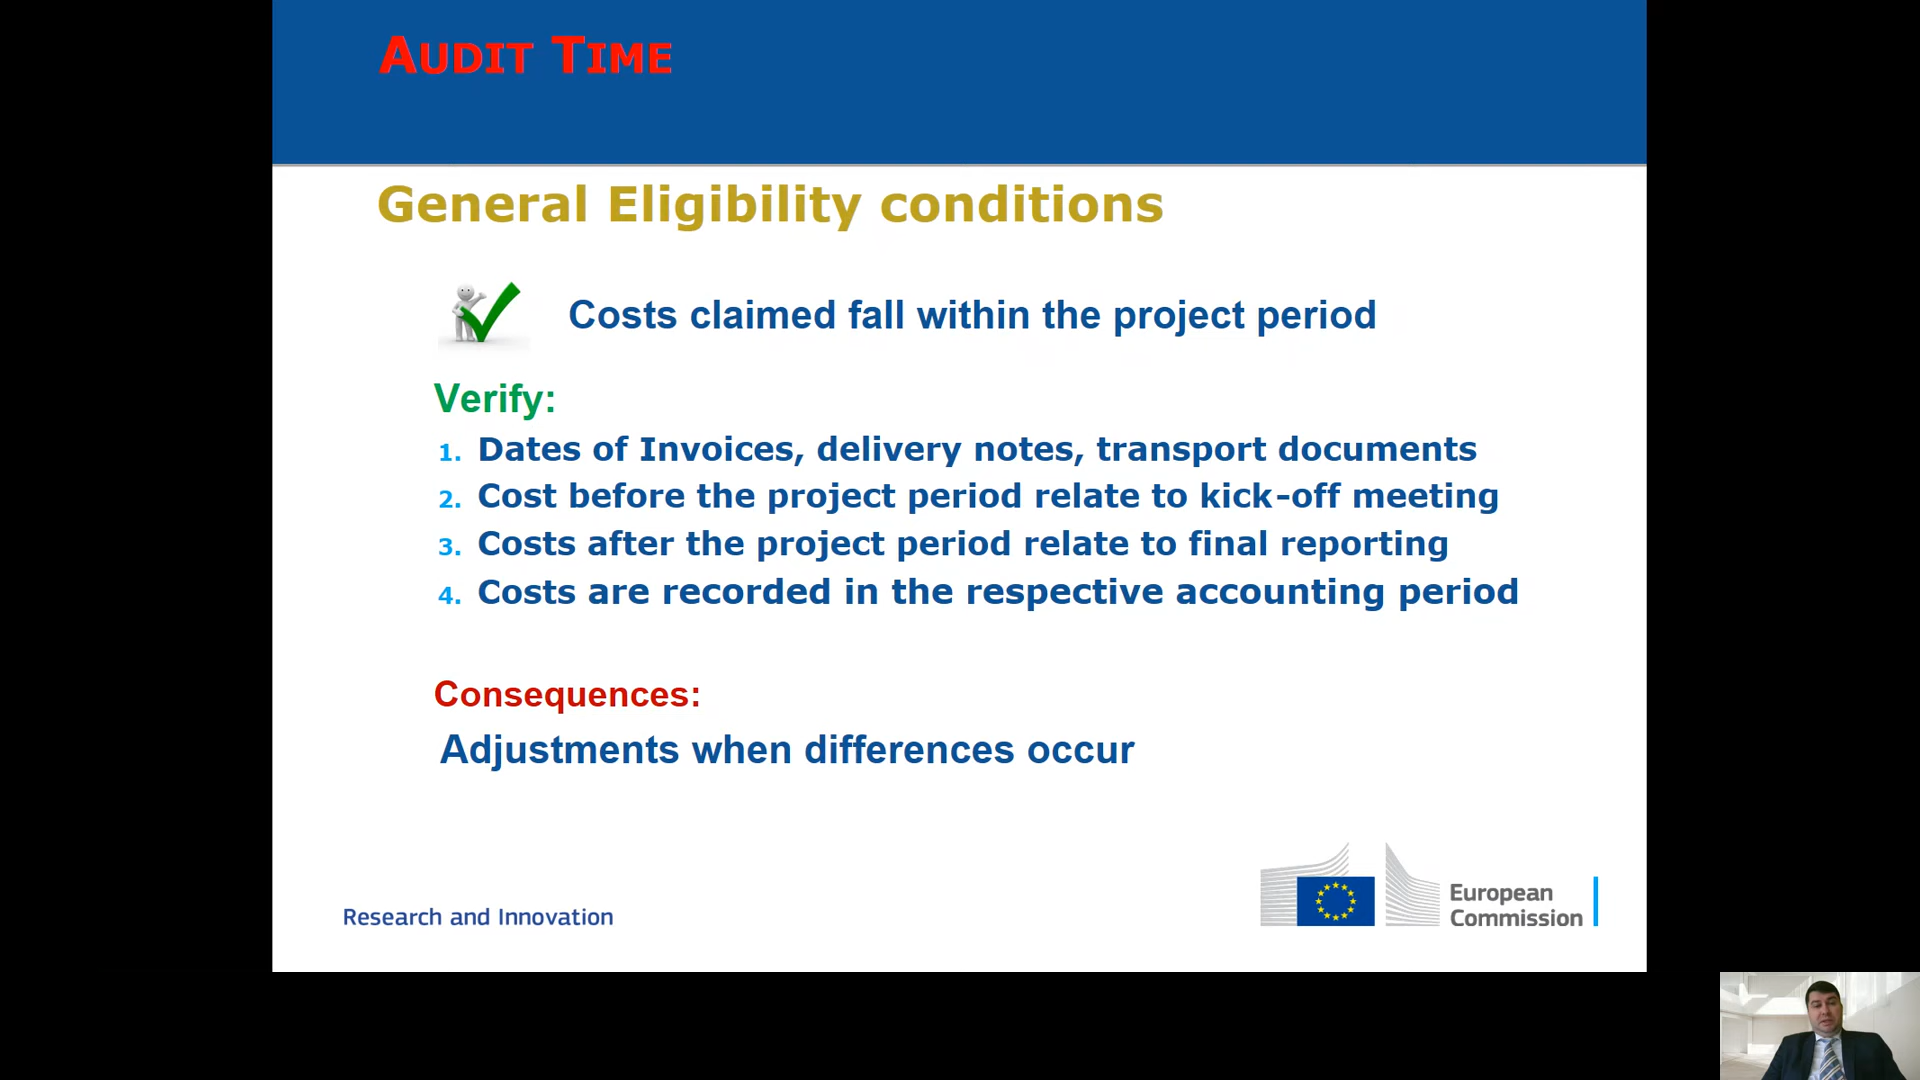 AUDIT TIME
General Eligibility conditions
Costs claimed fall within the project period
Verify:
1. Dates of Invoices, delivery notes, transport documents
2. Cost before the project period relate to kick-off meeting
3. Costs after the project period relate to final reporting
4. Costs are recorded in the respective accounting period
Consequences:
Adjustments when differences occur
Research and Innovation
European
Commission